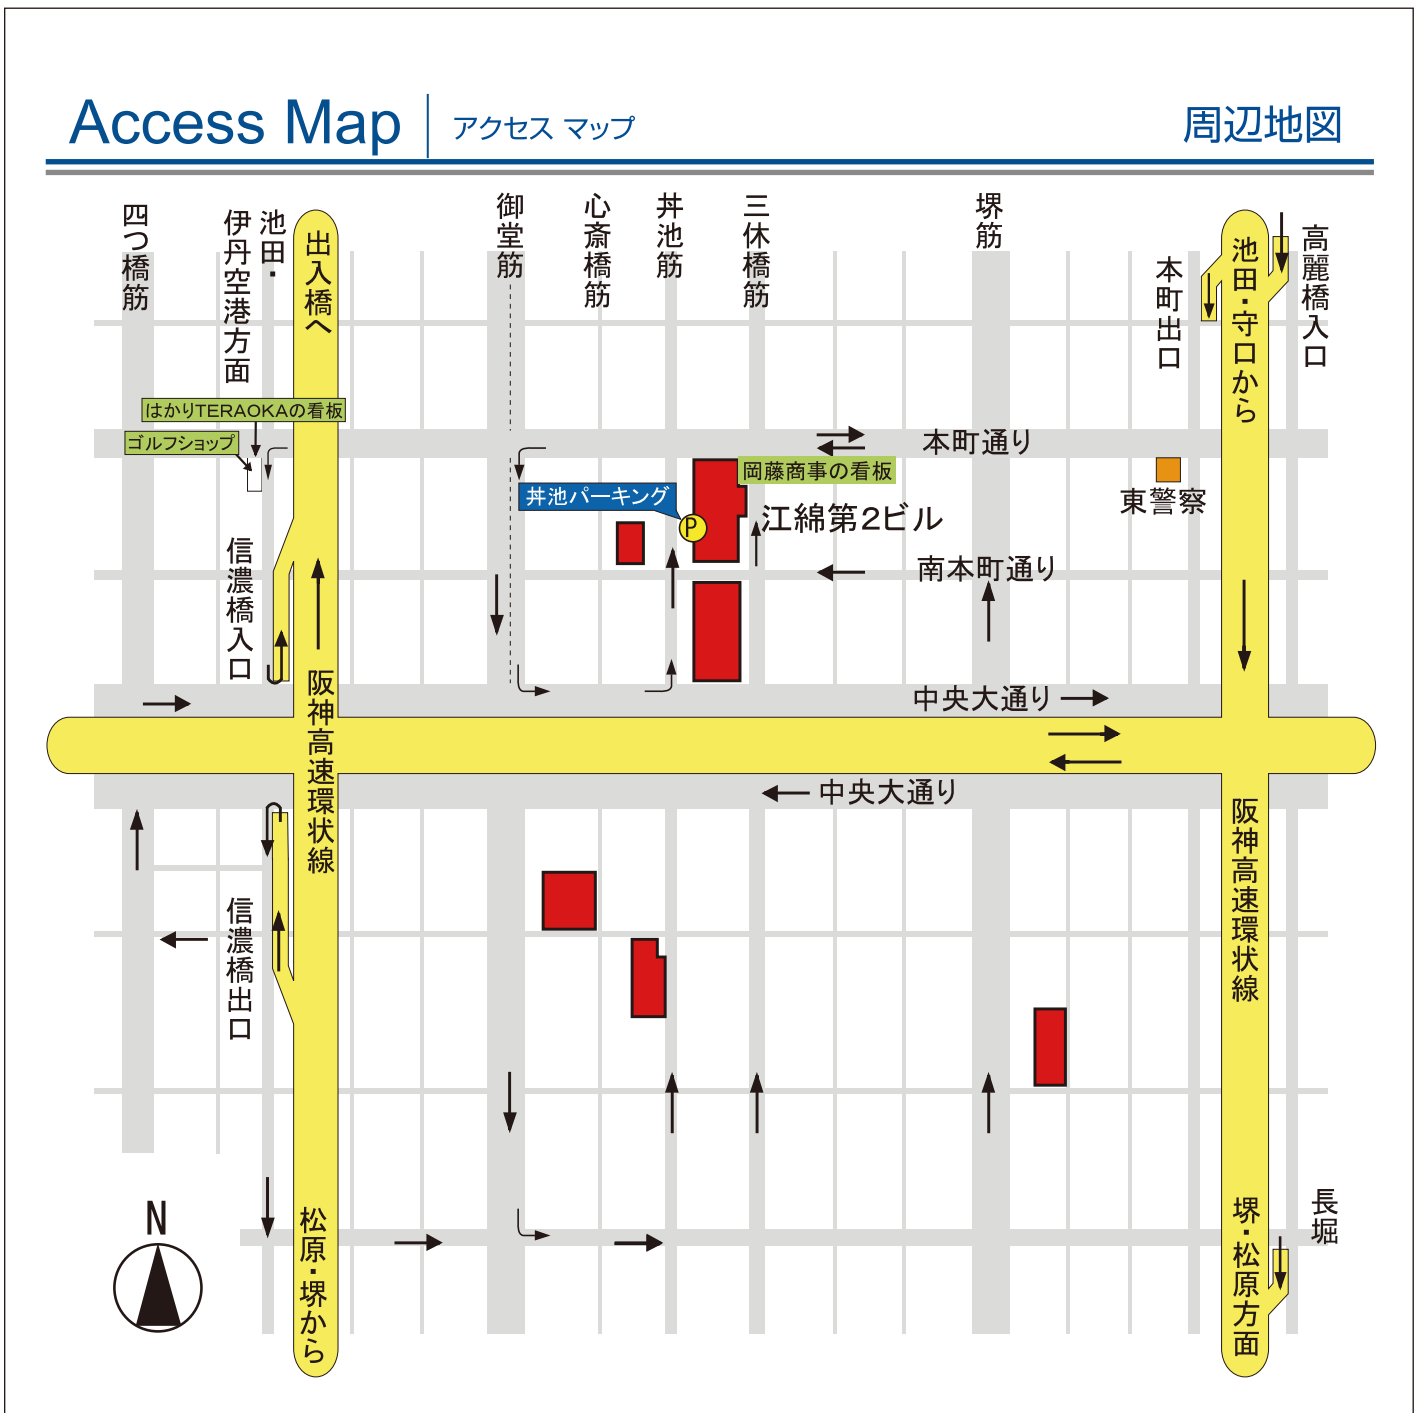 Access Map
アクセス マップ
周辺地図
四つ橋筋
伊丹空港方面
池田・
出入橋へ
御堂筋
心斎橋筋
丼池筋
三休橋筋
堺筋
本町出口
池田・守口から
高麗橋入口
はかりTERAOKAの看板
ゴルフショップ
本町通り
岡藤商事の看板
丼池パーキング
P
江綿第2ビル
東警察
南本町通り
信濃橋入口
阪神高速環状線
中央大通り
中央大通り
阪神高速環状線
信濃橋出口
N
松原・堺から
堺・松原方面
長堀